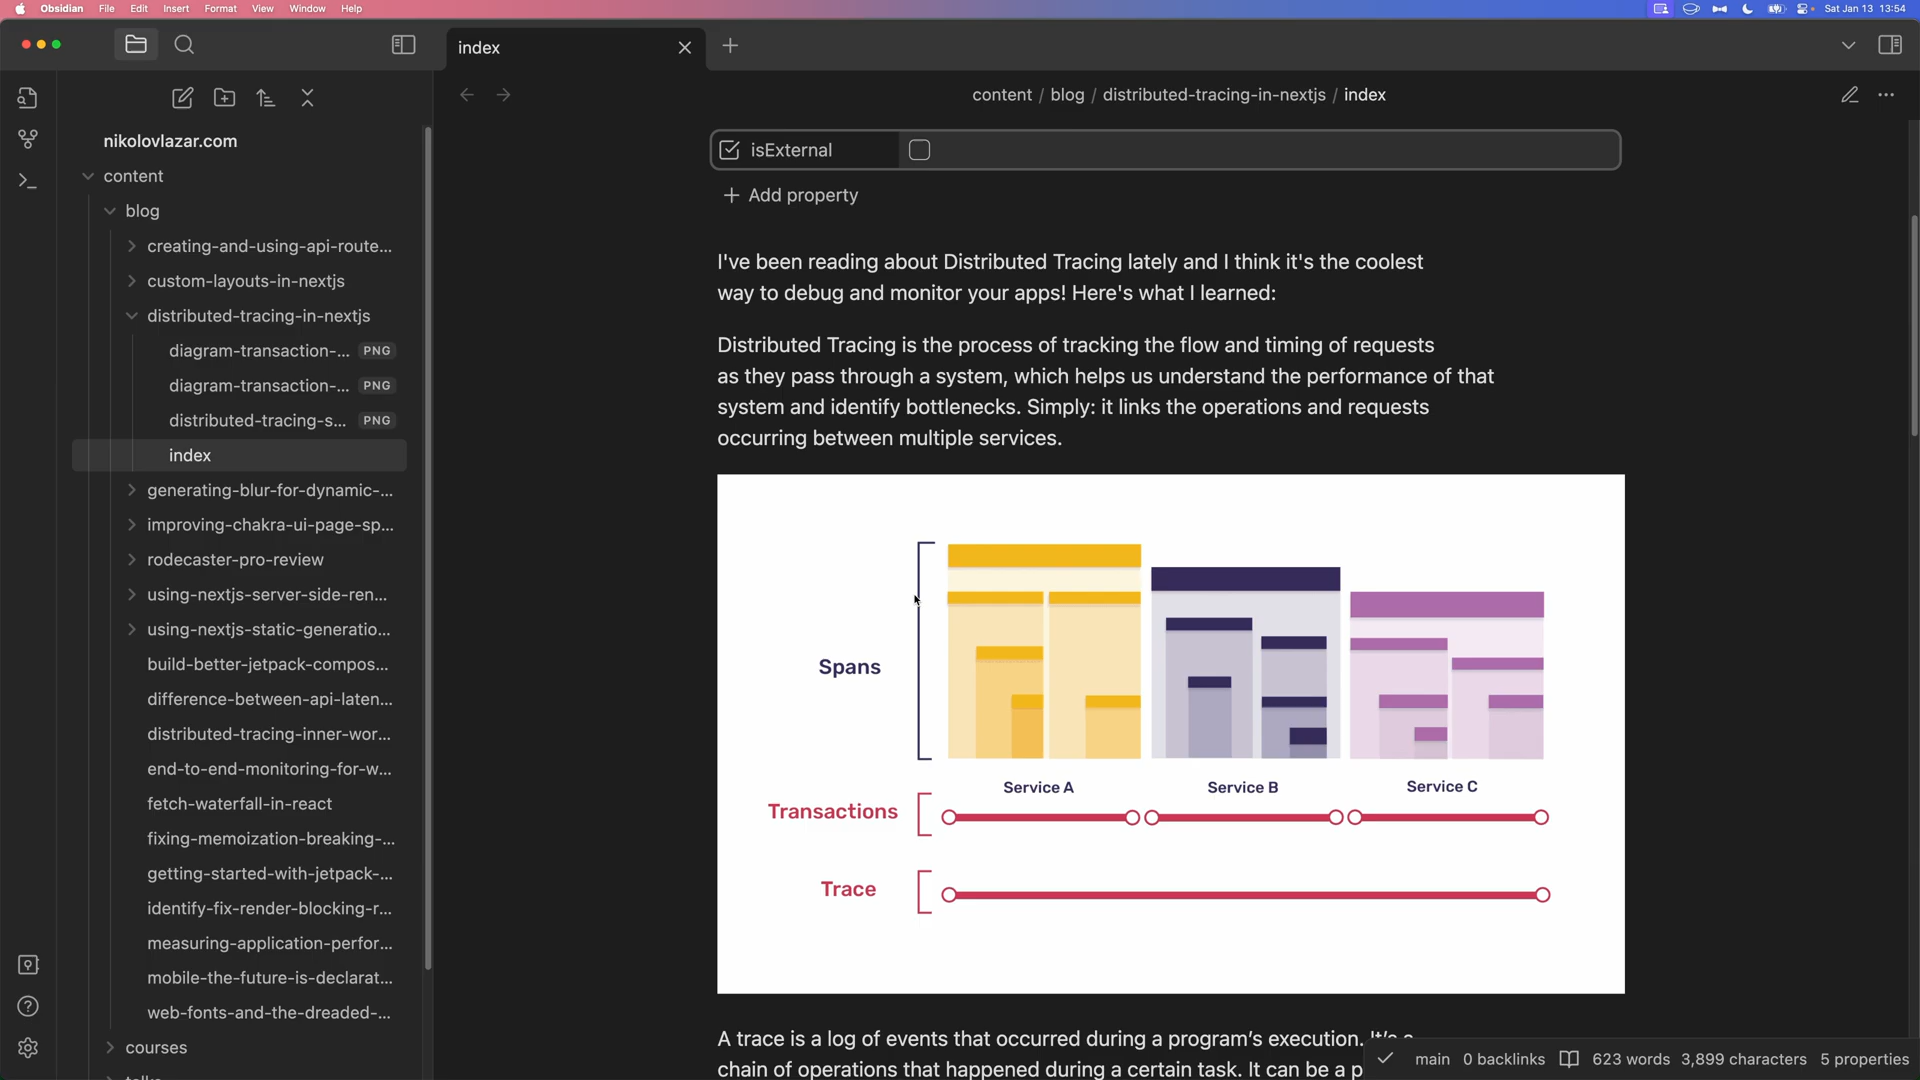 Obsidian File Edit Insert Format View Window Help
Sat Jan 13 13:54
index
content / blog / distributed-tracing-in-nextjs / index
nikolovlazar.com
content
blog
creating-and-using-api-route...
custom-layouts-in-nextjs
distributed-tracing-in-nextjs
diagram-transaction-... PNG
diagram-transaction-... PNG
distributed-tracing-s... PNG
index
generating-blur-for-dynamic-...
improving-chakra-ui-page-sp...
rodecaster-pro-review
using-nextjs-server-side-ren...
using-nextjs-static-generatio...
build-better-jetpack-compos...
difference-between-api-laten...
distributed-tracing-inner-wor...
end-to-end-monitoring-for-w...
fetch-waterfall-in-react
fixing-memoization-breaking-...
getting-started-with-jetpack-...
identify-fix-render-blocking-r...
measuring-application-perfor...
mobile-the-future-is-declarat...
web-fonts-and-the-dreaded-...
courses
isExternal
Add property
I've been reading about Distributed Tracing lately and I think it's the coolest
way to debug and monitor your apps! Here's what I learned:
Distributed Tracing is the process of tracking the flow and timing of requests
as they pass through a system, which helps us understand the performance of that
system and identify bottlenecks. Simply: it links the operations and requests
occurring between multiple services.
Spans
Service A
Service B
Service C
Transactions
Trace
A trace is a log of events that occurred during a program’s execution. It’s a
chain of operations that happened during a certain task. It can be a p
main 0 backlinks 623 words 3,899 characters 5 properties